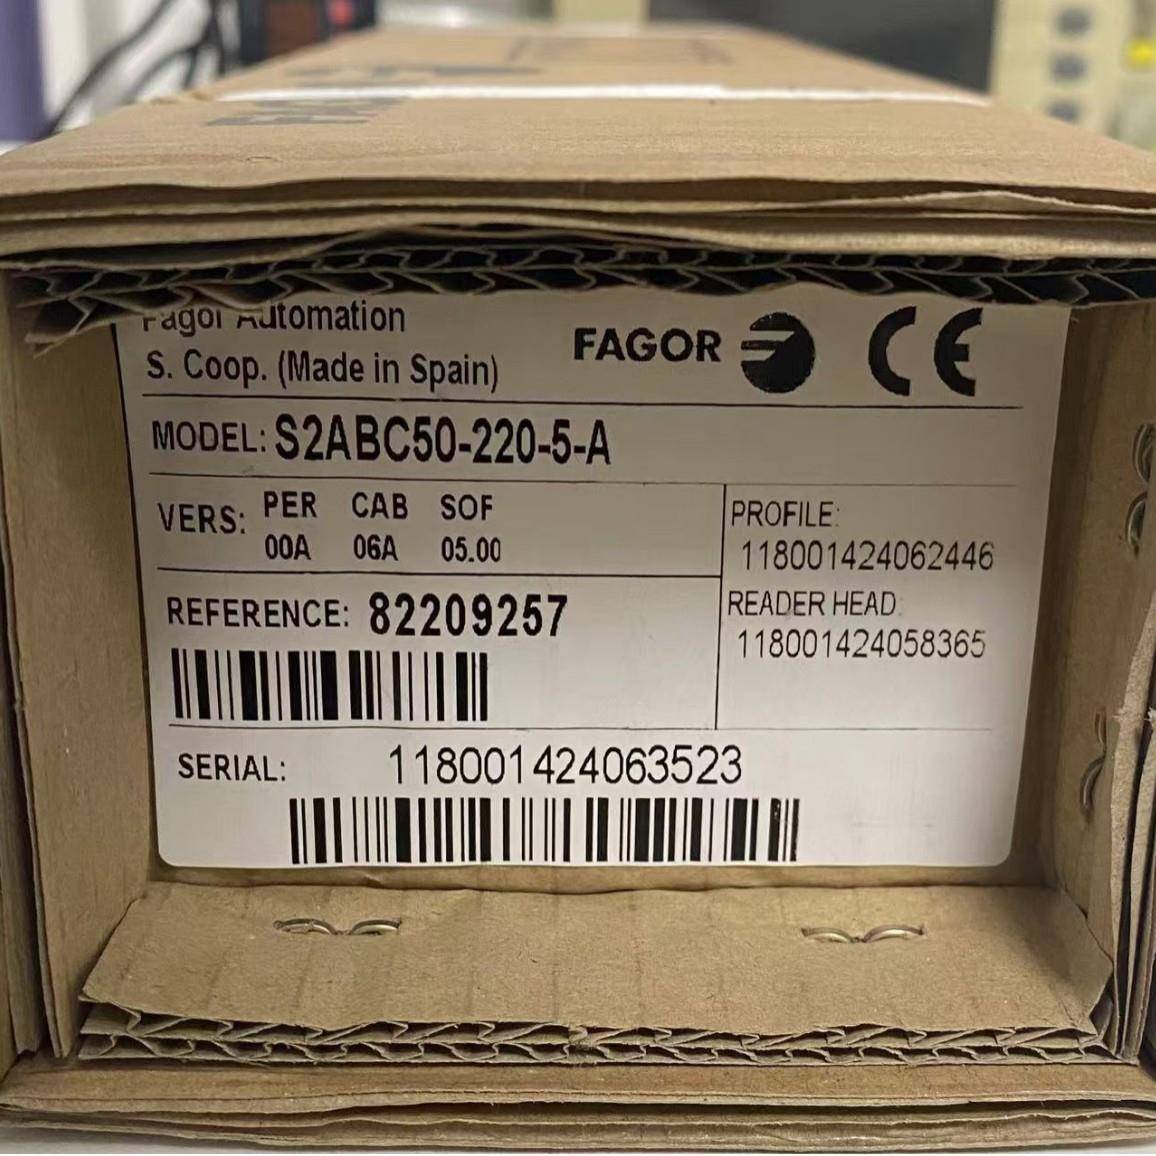 Fagor Automation
S. Coop. (Made in Spain)
FAGOR
CE
MODEL: S2ABC50-220-5-A
VERS: PER CAB SOF
00A 06A 05.00
PROFILE:
118001424062446
READER HEAD:
118001424058365
REFERENCE: 82209257
SERIAL: 118001424063523